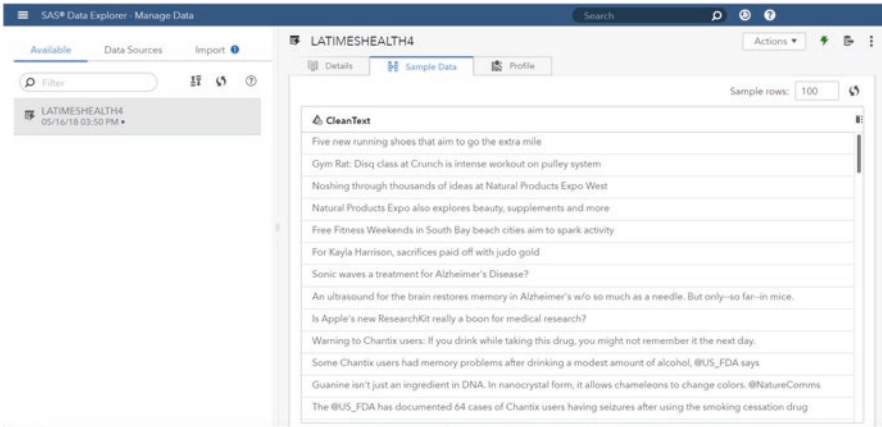 SAS® Data Explorer - Manage Data
Search
Available Data Sources Import
Filter
LATIMESHEALTH4
05/16/18 03:50 PM •
LATIMESHEALTH4
Actions
Details Sample Data Profile
Sample rows: 100
CleanText
Five new running shoes that aim to go the extra mile
Gym Rat: Disq class at Crunch is intense workout on pulley system
Noshing through thousands of ideas at Natural Products Expo West
Natural Products Expo also explores beauty, supplements and more
Free Fitness Weekends in South Bay beach cities aim to spark activity
For Kayla Harrison, sacrifices paid off with judo gold
Sonic waves a treatment for Alzheimer's Disease?
An ultrasound for the brain restores memory in Alzheimer's w/o so much as a needle. But only--so far--in mice.
Is Apple's new ResearchKit really a boon for medical research?
Warning to Chantix users: If you drink while taking this drug, you might not remember it the next day.
Some Chantix users had memory problems after drinking a modest amount of alcohol, @US_FDA says
Guanine isn't just an ingredient in DNA. In nanocrystal form, it allows chameleons to change colors. @NatureComms
The @US_FDA has documented 64 cases of Chantix users having seizures after using the smoking cessation drug